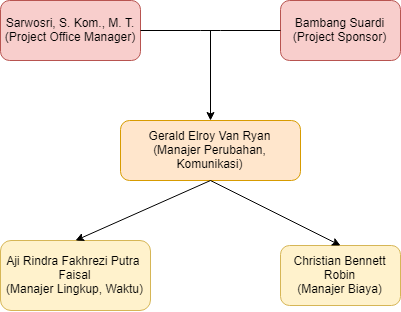 Sarwosri, S. Kom., M. T.
(Project Office Manager)
Bambang Suardi
(Project Sponsor)
Gerald Elroy Van Ryan
(Manajer Perubahan,
Komunikasi)
Aji Rindra Fakhrezi Putra
Faisal
(Manajer Lingkup, Waktu)
Christian Bennett
Robin
(Manajer Biaya)